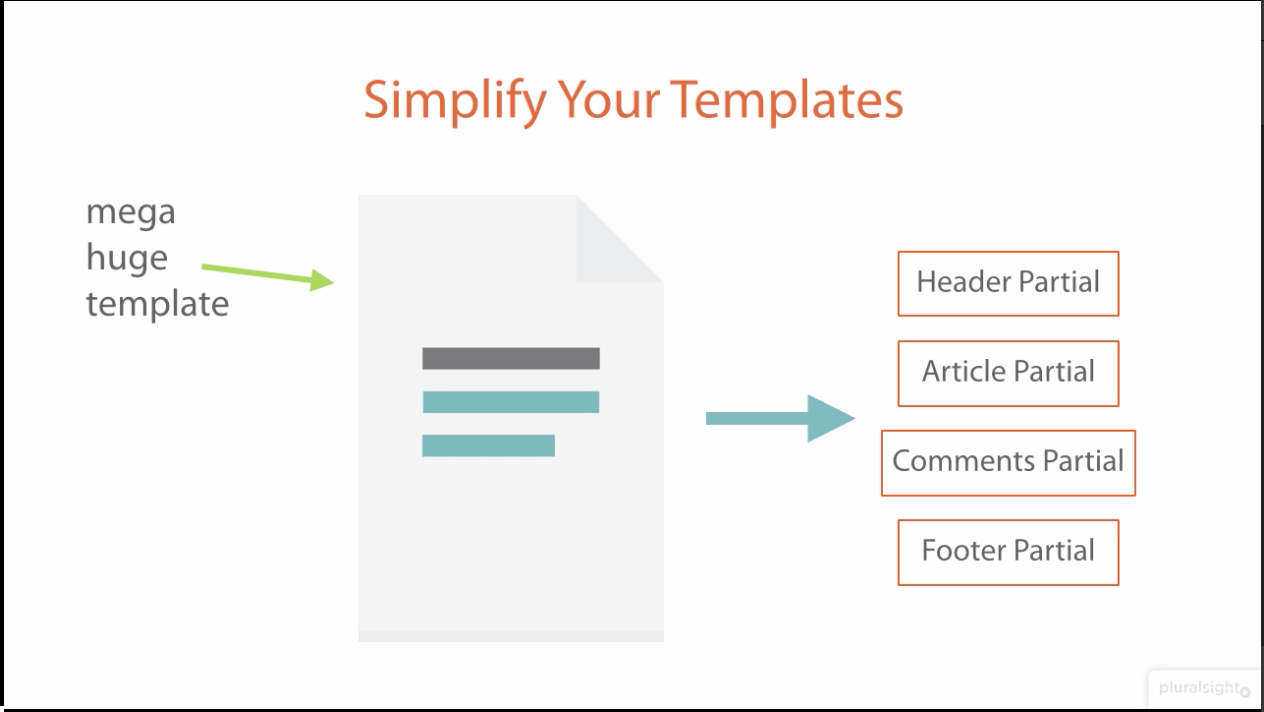 Simplify Your Templates
mega
huge
template
Header Partial
Article Partial
Comments Partial
Footer Partial
pluralsight